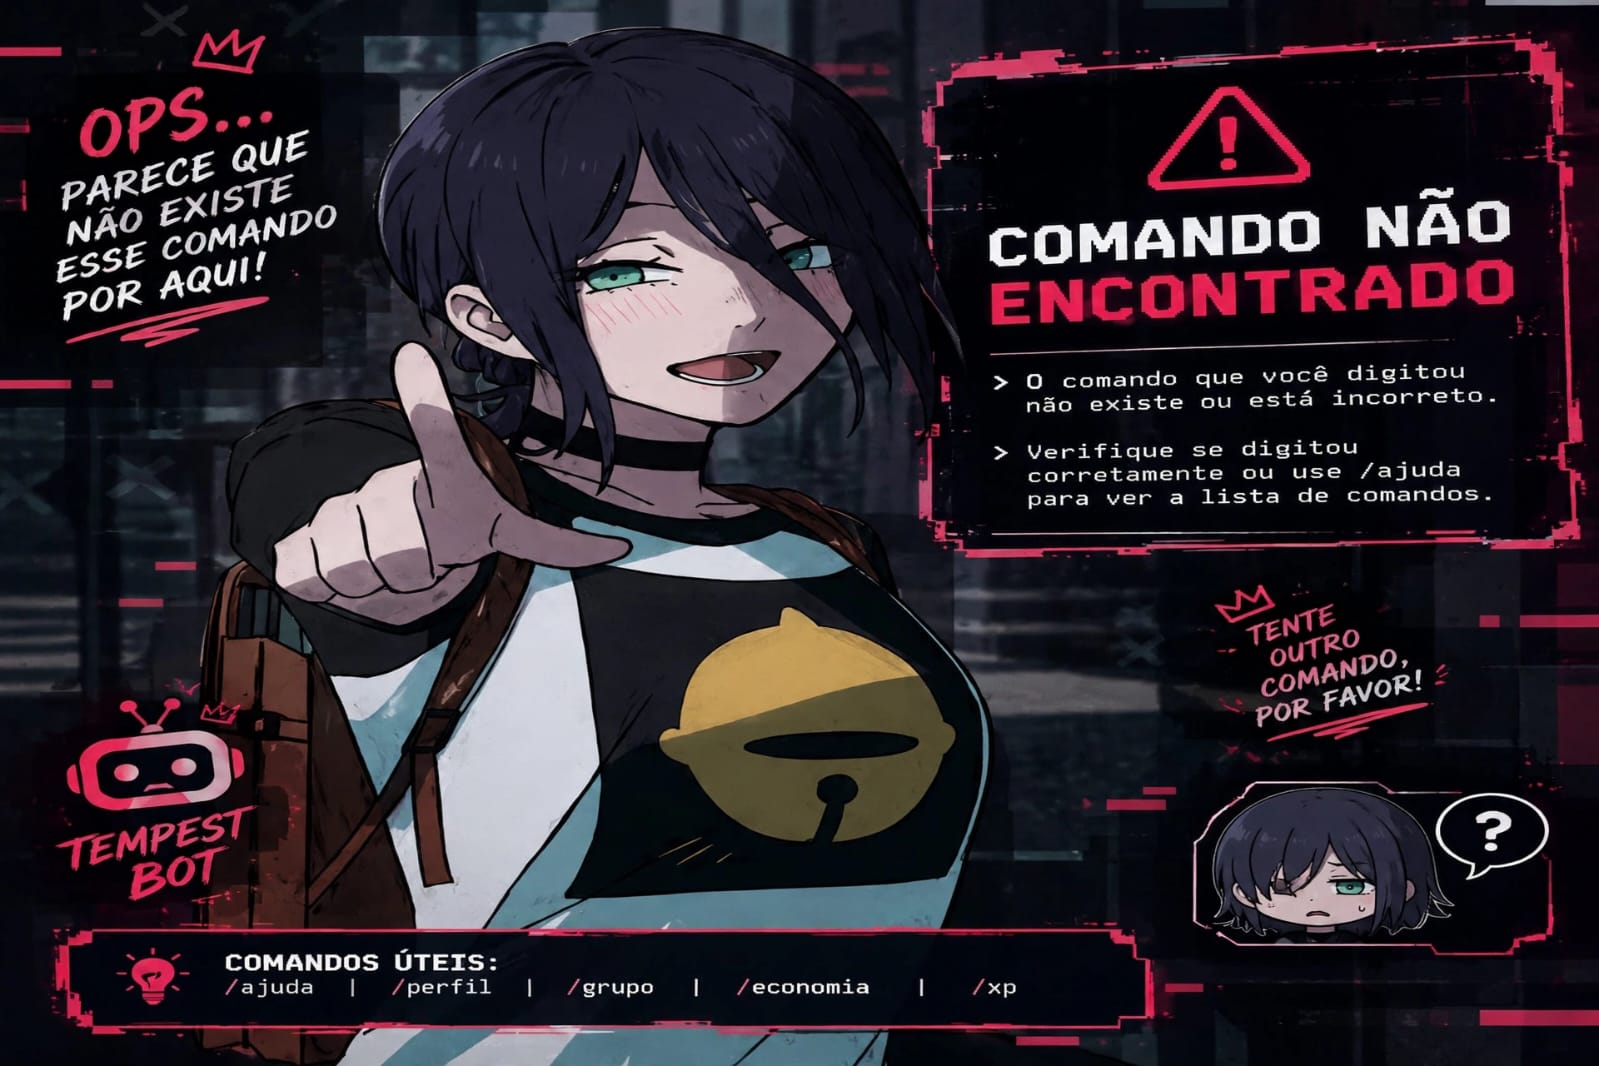 OPS...
PARECE QUE
NÃO EXISTE
ESSE COMANDO
POR AQUI!
COMANDO NÃO
ENCONTRADO
> O comando que você digitou
não existe ou está incorreto.
> Verifique se digitou
corretamente ou use /ajuda
para ver a lista de comandos.
TENTE
OUTRO
COMANDO,
POR FAVOR!
TEMPEST
BOT
?
COMANDOS ÚTEIS:
/ajuda | /perfil | /grupo | /economia | /xp